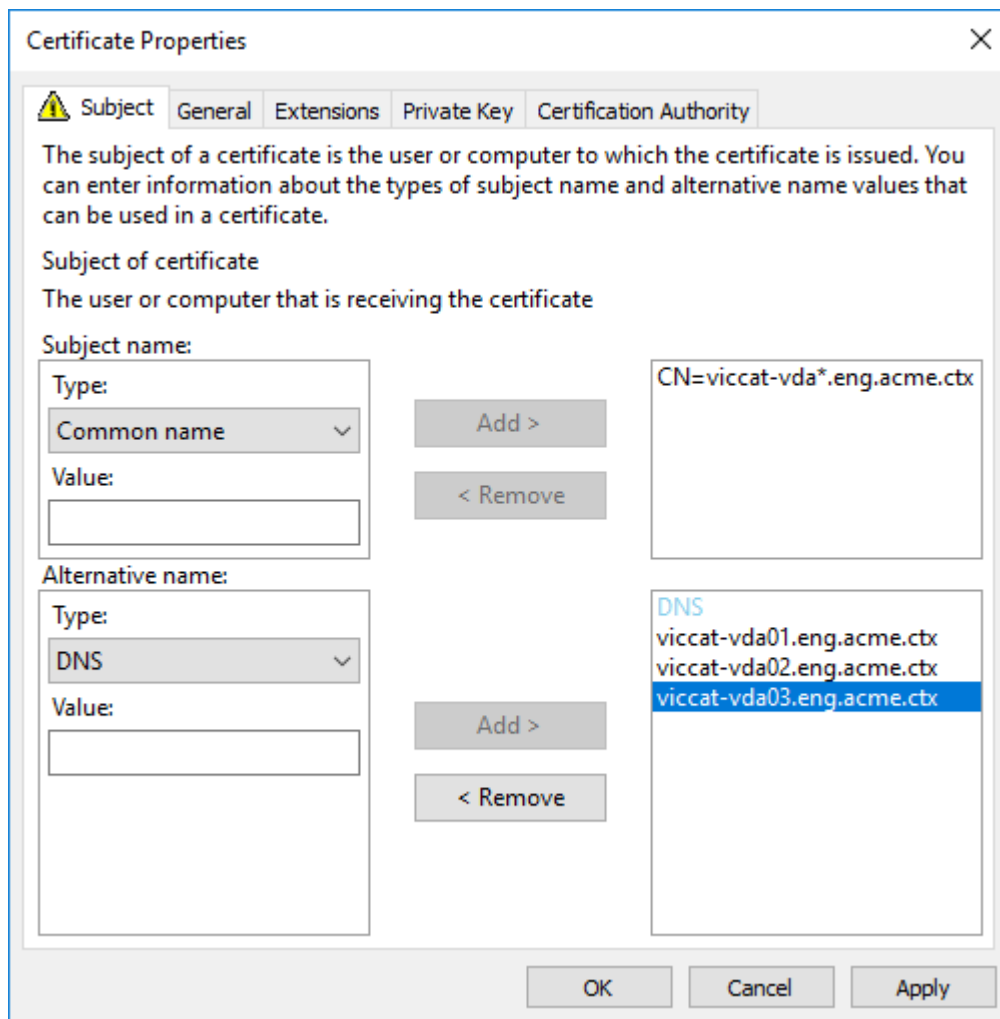 Certificate Properties
Subject
General
Extensions
Private Key
Certification Authority
The subject of a certificate is the user or computer to which the certificate is issued. You
can enter information about the types of subject name and alternative name values that
can be used in a certificate.
Subject of certificate
The user or computer that is receiving the certificate
Subject name:
Type:
Common name
Value:
Add >
< Remove
CN=viccat-vda*.eng.acme.ctx
Alternative name:
Type:
DNS
Value:
Add >
< Remove
DNS
viccat-vda01.eng.acme.ctx
viccat-vda02.eng.acme.ctx
viccat-vda03.eng.acme.ctx
OK
Cancel
Apply